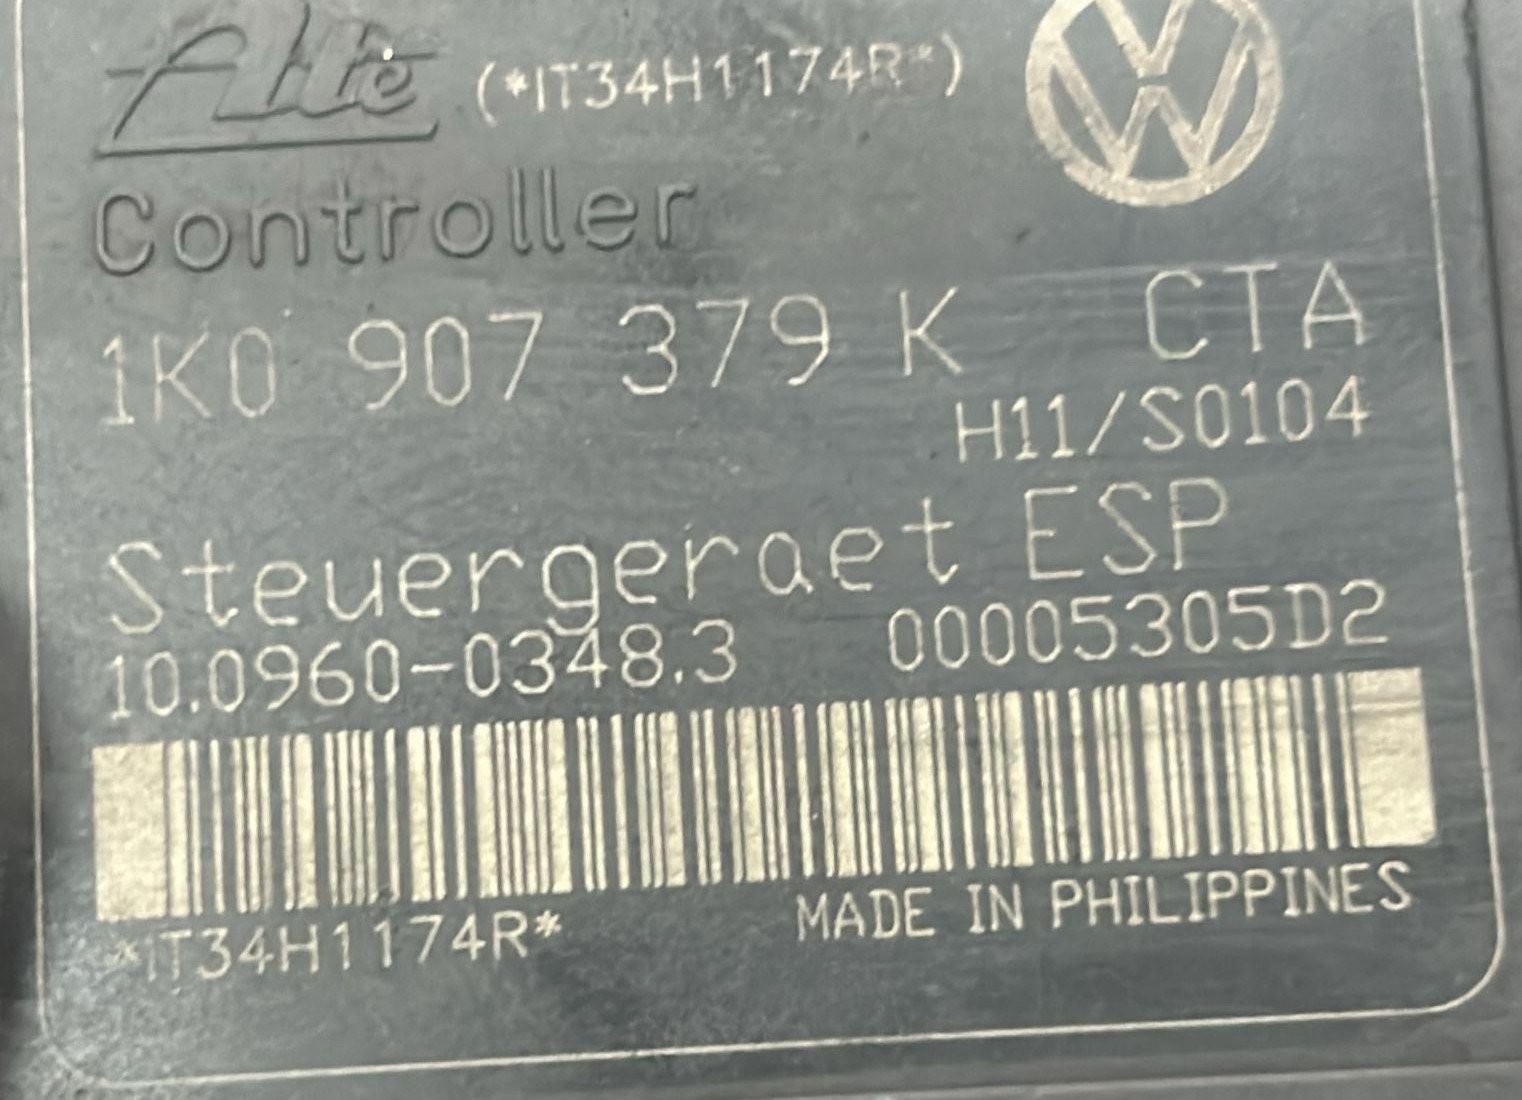 Ate (*IT34H1174R*)
Controller
1K0 907 379 K CTA
H11/S0104
Steuergeraet ESP
10.0960-0348.3 00005305D2
*IT34H1174R* MADE IN PHILIPPINES